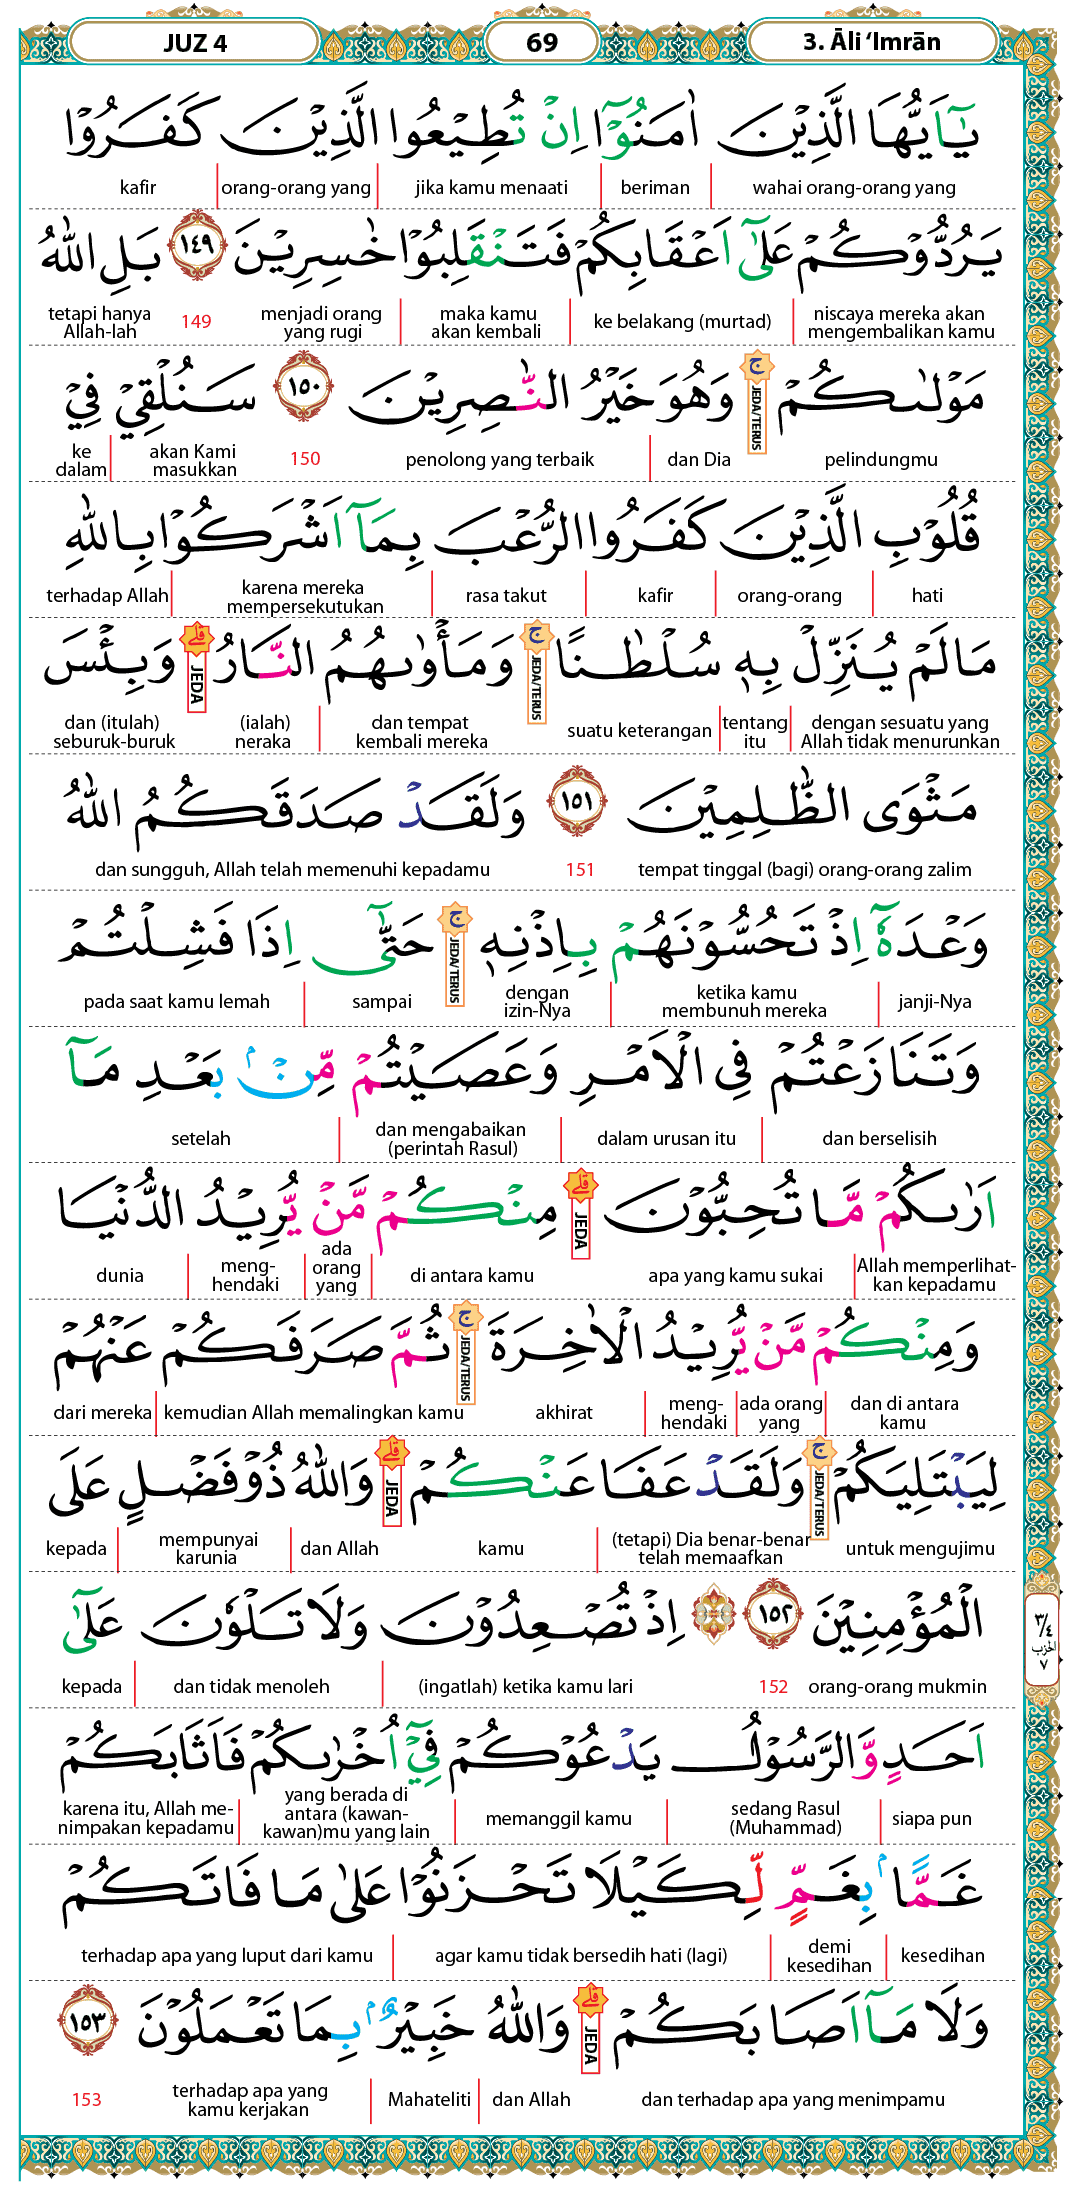 JUZ 4 69 3. Āli ‘Imrān
يٰٓاَيُّهَا الَّذِيْنَ اٰمَنُوْٓا اِنْ تُطِيْعُوا الَّذِيْنَ كَفَرُوْا
wahai orang-orang yang beriman jika kamu menaati orang-orang yang kafir
يَرُدُّوْكُمْ عَلٰٓى اَعْقَابِكُمْ فَتَنْقَلِبُوْا خٰسِرِيْنَ ١٤٩ بَلِ اللّٰهُ
niscaya mereka akan mengembalikan kamu ke belakang (murtad) maka kamu akan kembali menjadi orang yang rugi 149 tetapi hanya Allah-lah
مَوْلٰىكُمْ ۚ JEDA/TERUS وَهُوَ خَيْرُ النّٰصِرِيْنَ ١٥٠ سَنُلْقِيْ فِيْ
pelindungmu dan Dia penolong yang terbaik 150 akan Kami masukkan ke dalam
قُلُوْبِ الَّذِيْنَ كَفَرُوا الرُّعْبَ بِمَآ اَشْرَكُوْا بِاللّٰهِ
hati orang-orang kafir rasa takut karena mereka mempersekutukan terhadap Allah
مَا لَمْ يُنَزِّلْ بِهٖ سُلْطٰنًا ۚ JEDA/TERUS وَمَأْوٰىهُمُ النَّارُ ۗ JEDA وَبِئْسَ
dengan sesuatu yang Allah tidak menurunkan tentang itu suatu keterangan dan tempat kembali mereka (ialah) neraka dan (itulah) seburuk-buruk
مَثْوَى الظّٰلِمِيْنَ ١٥١ وَلَقَدْ صَدَقَكُمُ اللّٰهُ
tempat tinggal (bagi) orang-orang zalim 151 dan sungguh, Allah telah memenuhi kepadamu
وَعْدَهٗٓ اِذْ تَحُسُّوْنَهُمْ بِاِذْنِهٖ ۚ JEDA/TERUS حَتّٰىٓ اِذَا فَشِلْتُمْ
janji-Nya ketika kamu membunuh mereka dengan izin-Nya sampai pada saat kamu lemah
وَتَنَازَعْتُمْ فِى الْاَمْرِ وَعَصَيْتُمْ مِّنْۢ بَعْدِ مَآ
dan berselisih dalam urusan itu dan mengabaikan (perintah Rasul) setelah
اَرٰىكُمْ مَّا تُحِبُّوْنَ ۗ JEDA مِنْكُمْ مَّنْ يُّرِيْدُ الدُّنْيَا
Allah memperlihat-kan kepadamu apa yang kamu sukai di antara kamu ada orang yang meng-hendaki dunia
وَمِنْكُمْ مَّنْ يُّرِيْدُ الْاٰخِرَةَ ۚ JEDA/TERUS ثُمَّ صَرَفَكُمْ عَنْهُمْ
dan di antara kamu ada orang yang meng-hendaki akhirat kemudian Allah memalingkan kamu dari mereka
لِيَبْتَلِيَكُمْ ۚ JEDA/TERUS وَلَقَدْ عَفَا عَنْكُمْ ۗ JEDA وَاللّٰهُ ذُوْ فَضْلٍ عَلَى
untuk mengujimu (tetapi) Dia benar-benar telah memaafkan kamu dan Allah mempunyai karunia kepada
الْمُؤْمِنِيْنَ ١٥٢ ۞ اِذْ تُصْعِدُوْنَ وَلَا تَلْوٗنَ عَلٰٓى
٣/٤ الحزب ٧
orang-orang mukmin 152 (ingatlah) ketika kamu lari dan tidak menoleh kepada
اَحَدٍ وَّالرَّسُوْلُ يَدْعُوْكُمْ فِيْٓ اُخْرٰىكُمْ فَاَثَابَكُمْ
siapa pun sedang Rasul (Muhammad) memanggil kamu yang berada di antara (kawan-kawan)mu yang lain karena itu, Allah me-nimpakan kepadamu
غَمًّا ۢبِغَمٍّ لِّكَيْلَا تَحْزَنُوْا عَلٰى مَا فَاتَكُمْ
kesedihan demi kesedihan agar kamu tidak bersedih hati (lagi) terhadap apa yang luput dari kamu
وَلَا مَآ اَصَابَكُمْ ۗ JEDA وَاللّٰهُ خَبِيْرٌ ۢبِمَا تَعْمَلُوْنَ ١٥٣
dan terhadap apa yang menimpamu dan Allah Mahateliti terhadap apa yang kamu kerjakan 153